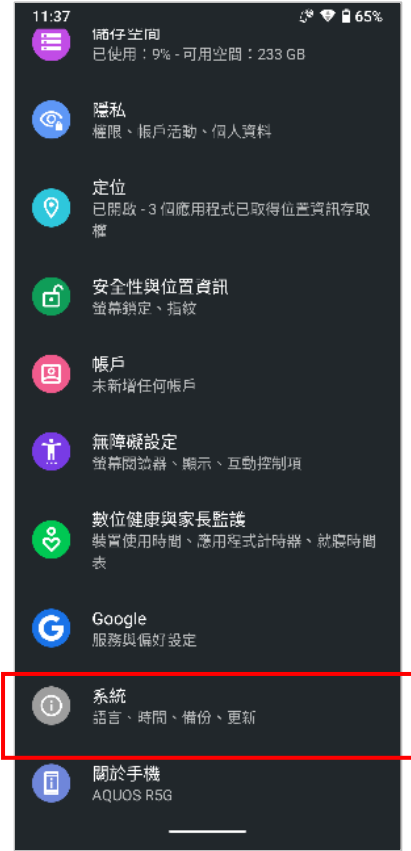 11:37
65%
儲存空間
已使用：9% - 可用空間：233 GB
隱私
權限、帳戶活動、個人資料
定位
已開啟 - 3 個應用程式已取得位置資訊存取
權
安全性與位置資訊
螢幕鎖定、指紋
帳戶
未新增任何帳戶
無障礙設定
螢幕閱讀器、顯示、互動控制項
數位健康與家長監護
裝置使用時間、應用程式計時器、就寢時間
表
Google
服務與偏好設定
系統
語言、時間、備份、更新
關於手機
AQUOS R5G